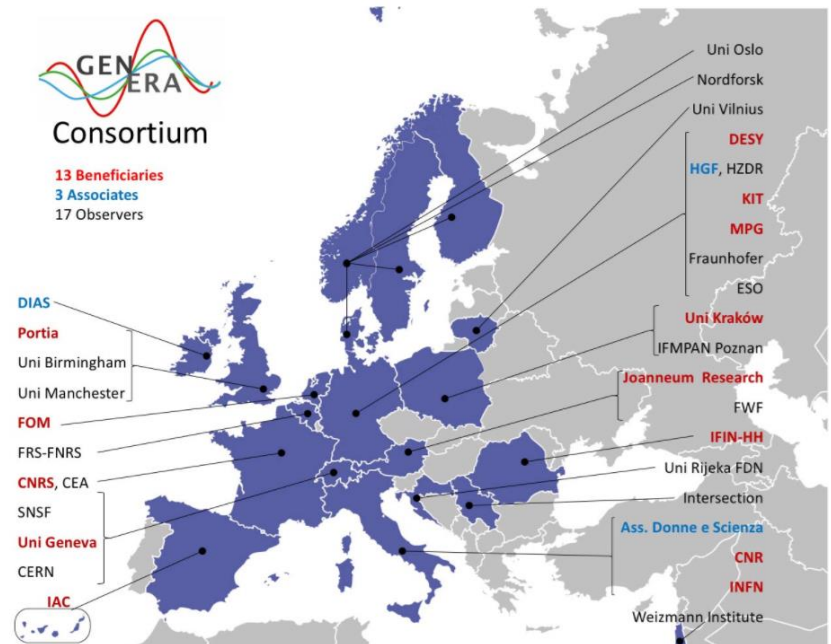 GENERA
Consortium
13 Beneficiaries
3 Associates
17 Observers
DIAS
Portia
Uni Birmingham
Uni Manchester
FOM
FRS-FNRS
CNRS, CEA
SNSF
Uni Geneva
CERN
IAC
Uni Oslo
Nordforsk
Uni Vilnius
DESY
HGF, HZDR
KIT
MPG
Fraunhofer
ESO
Uni Kraków
IFMPAN Poznan
Joanneum Research
FWF
IFIN-HH
Uni Rijeka FDN
Intersection
Ass. Donne e Scienza
CNR
INFN
Weizmann Institute